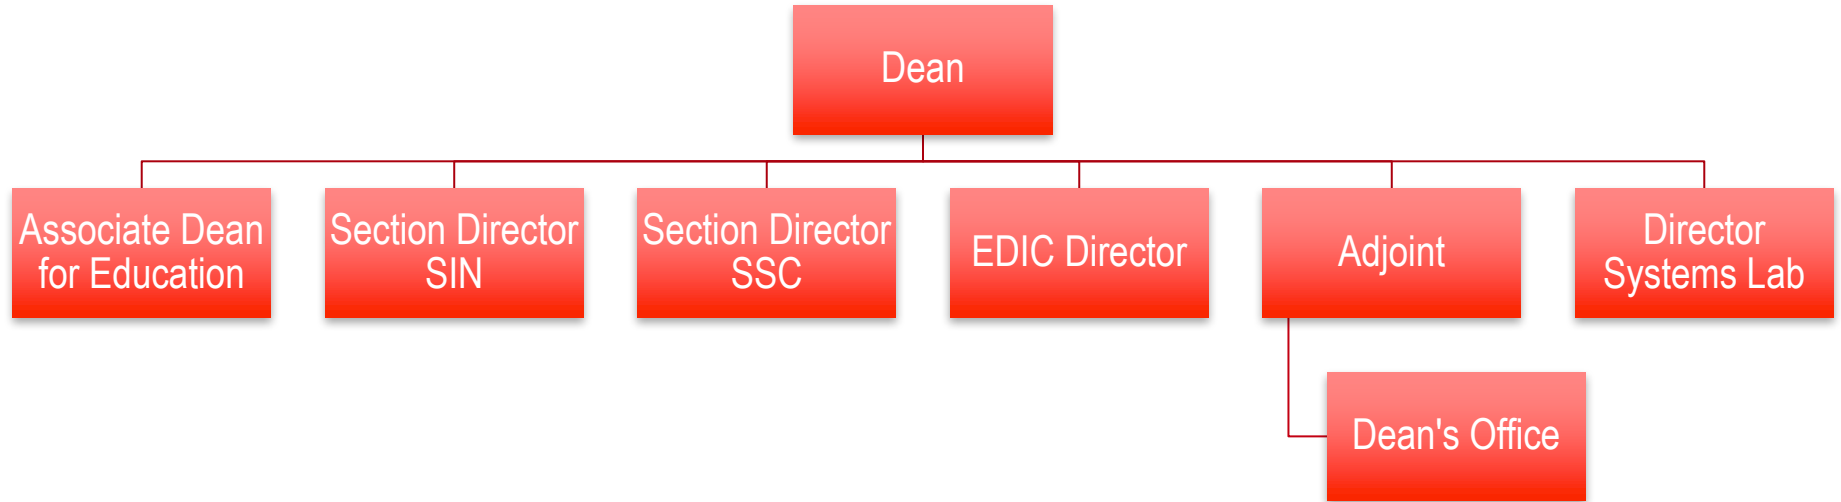 Dean
Associate Dean
for Education
Section Director
SIN
Section Director
SSC
EDIC Director
Adjoint
Director
Systems Lab
Dean's Office